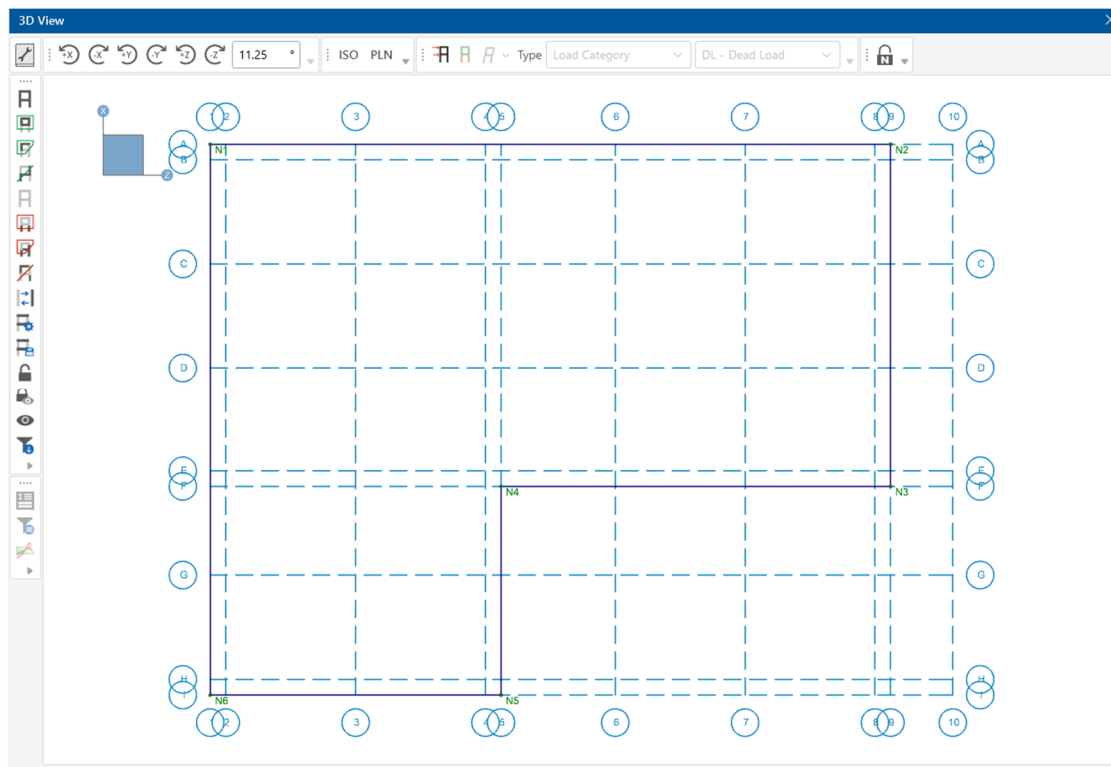 3D View
+X -X +Y -Y +Z -Z 11.25 ° ISO PLN Type Load Category DL - Dead Load N
X
Z
1 2 3 4 5 6 7 8 9 10
A A
N1 N2
B B
C C
D D
E E
F F
N4 N3
G G
H H
I I
N6 N5
1 2 3 4 5 6 7 8 9 10